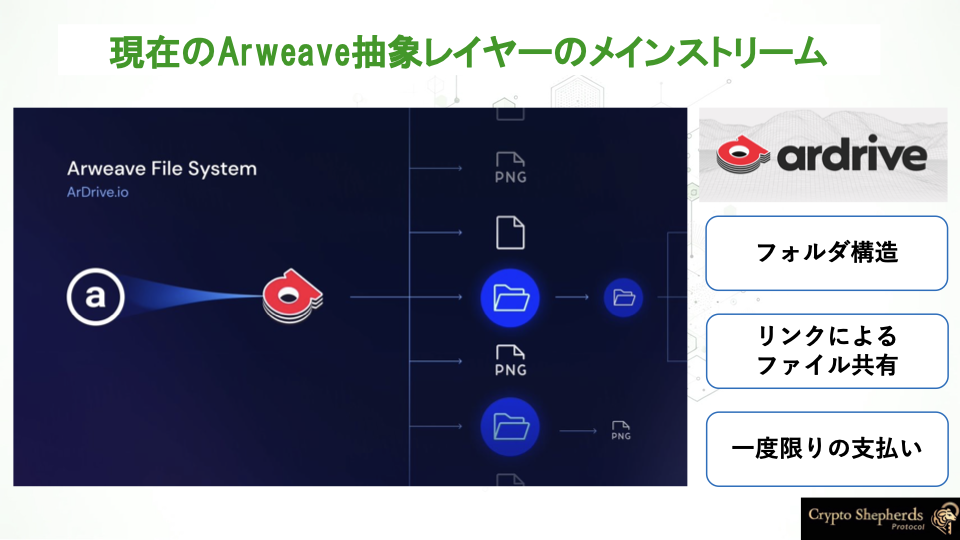 現在のArweave抽象レイヤーのメインストリーム
Arweave File System
ArDrive.io
a
PNG
PNG
PNG
ardrive
フォルダ構造
リンクによる
ファイル共有
一度限りの支払い
Crypto Shepherds
Protocol